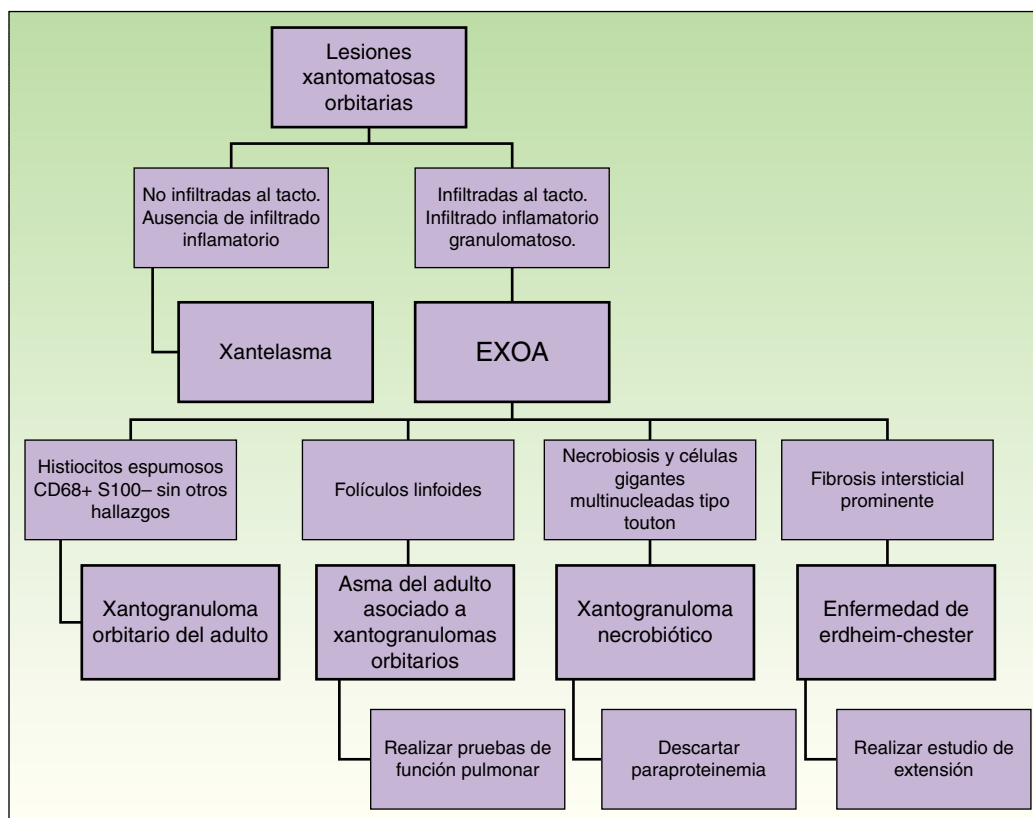 Lesiones
xantomatosas
orbitarias
No infiltradas al tacto.
Ausencia de infiltrado
inflamatorio
Infiltradas al tacto.
Infiltrado inflamatorio
granulomatoso.
Xantelasma
EXOA
Histiocitos espumosos
CD68+ S100– sin otros
hallazgos
Folículos linfoides
Necrobiosis y células
gigantes
multinucleadas tipo
touton
Fibrosis intersticial
prominente
Xantogranuloma
orbitario del adulto
Asma del adulto
asociado a
xantogranulomas
orbitarios
Xantogranuloma
necrobiótico
Enfermedad de
erdheim-chester
Realizar pruebas de
función pulmonar
Descartar
paraproteinemia
Realizar estudio de
extensión